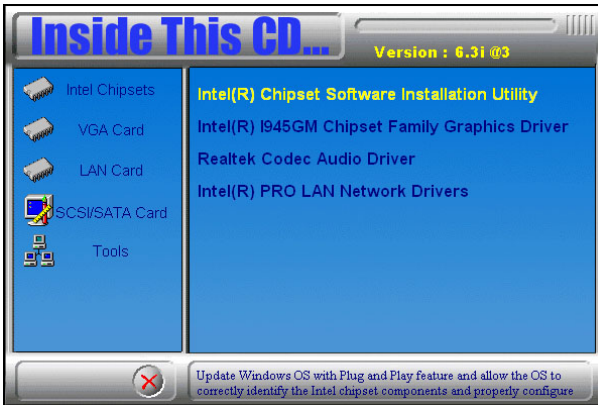 Inside This CD...
Version : 6.3i @3
Intel Chipsets
VGA Card
LAN Card
SCSI/SATA Card
Tools
Intel(R) Chipset Software Installation Utility
Intel(R) I945GM Chipset Family Graphics Driver
Realtek Codec Audio Driver
Intel(R) PRO LAN Network Drivers
Update Windows OS with Plug and Play feature and allow the OS to
correctly identify the Intel chipset components and properly configure